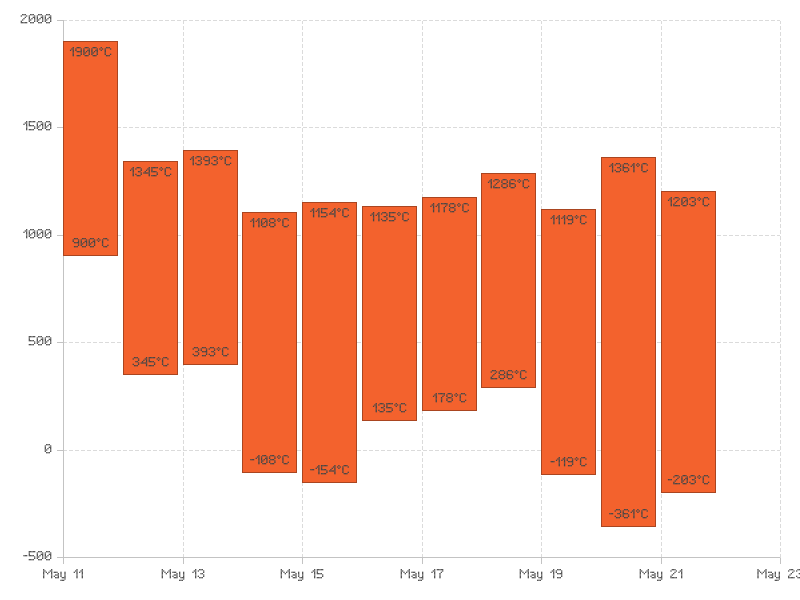 2000
1500
1000
500
0
-500
1900°C
900°C
1345°C
345°C
1393°C
393°C
1108°C
-108°C
1154°C
-154°C
1135°C
135°C
1178°C
178°C
1286°C
286°C
1119°C
-119°C
1361°C
-361°C
1203°C
-203°C
May 11
May 13
May 15
May 17
May 19
May 21
May 23